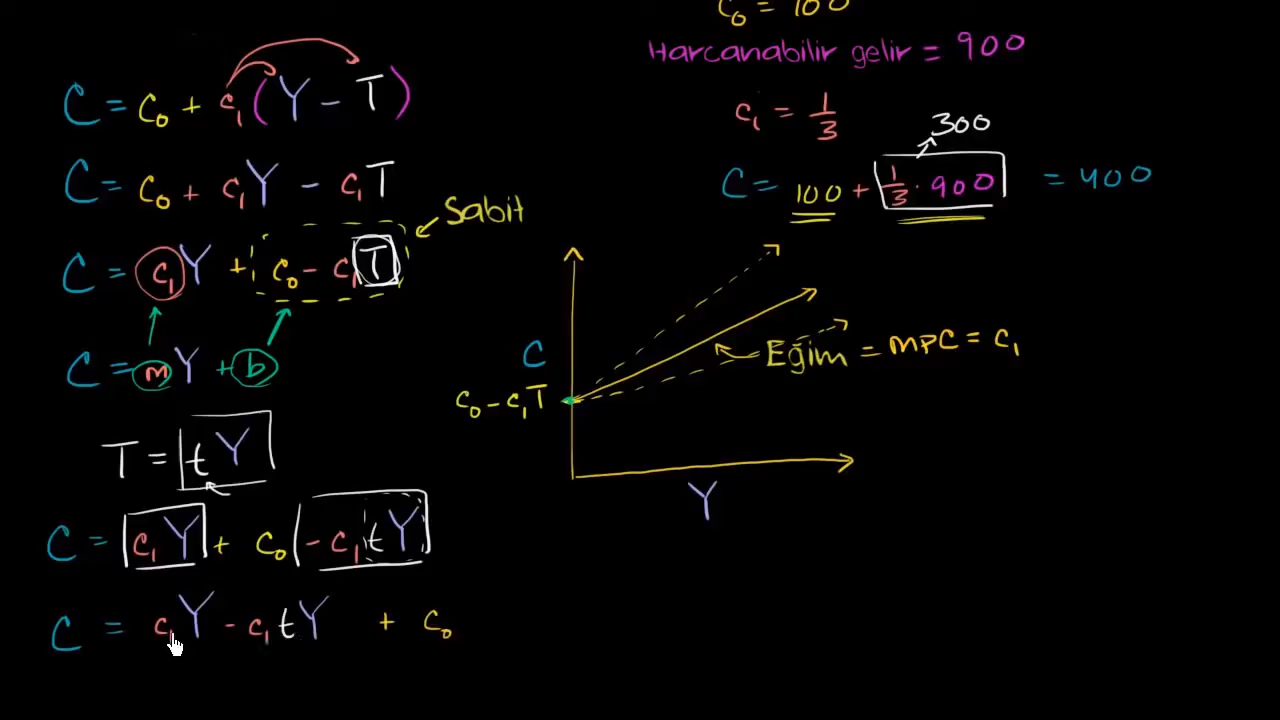 C₀ = 100
Harcanabilir gelir = 900
C = C₀ + C₁(Y - T)
C₁ = 1/3
300
C = C₀ + C₁Y - C₁T
C = 100 + 1/3 · 900 = 400
Sabit
C = C₁Y + C₀ - C₁T
C = mY + b
C
Eğim = MPC = C₁
C₀ - C₁T
T = tY
Y
C = C₁Y + C₀ - C₁tY
C = C₁Y - C₁tY + C₀